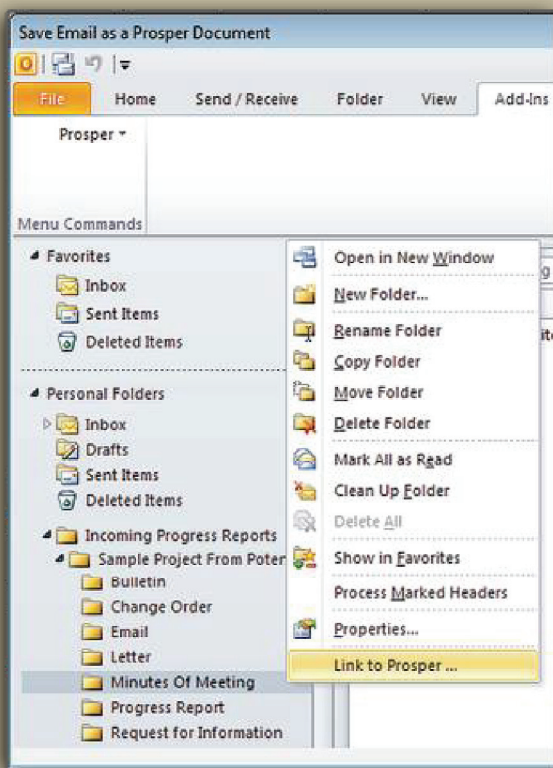 Save Email as a Prosper Document
File Home Send / Receive Folder View Add-Ins
Prosper
Menu Commands
Favorites
Inbox
Sent Items
Deleted Items
Personal Folders
Inbox
Drafts
Sent Items
Deleted Items
Incoming Progress Reports
Sample Project From Poter
Bulletin
Change Order
Email
Letter
Minutes Of Meeting
Progress Report
Request for Information
Open in New Window
New Folder...
Rename Folder
Copy Folder
Move Folder
Delete Folder
Mark All as Read
Clean Up Folder
Delete All
Show in Favorites
Process Marked Headers
Properties...
Link to Prosper ...